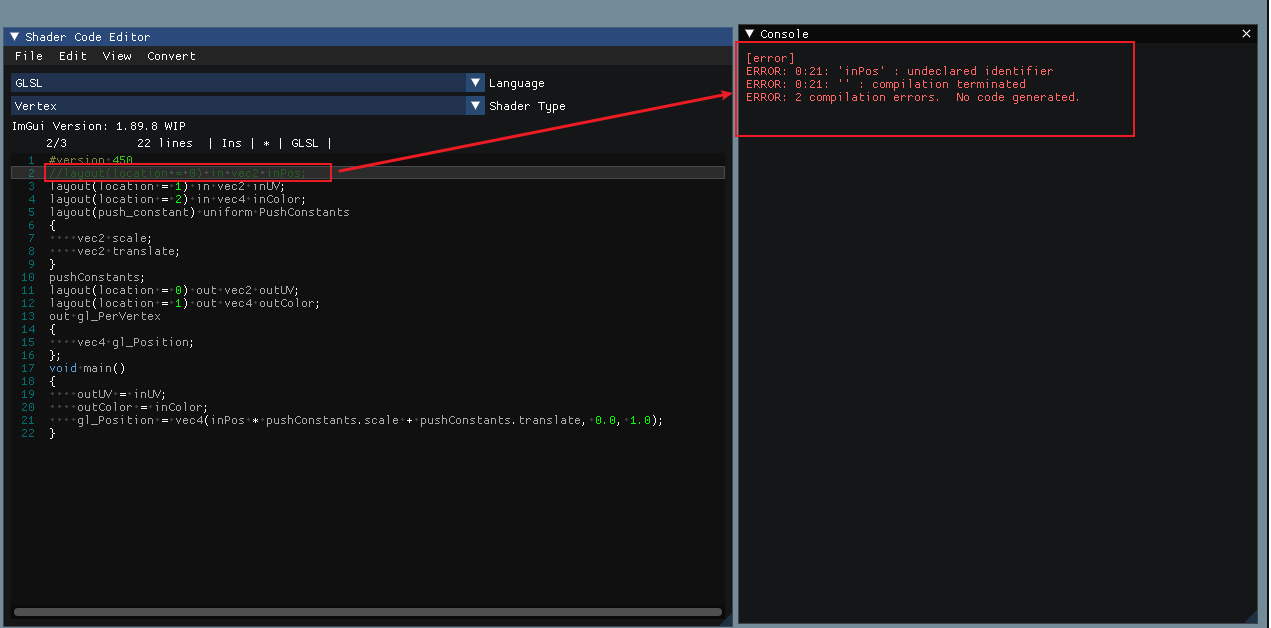 Shader Code Editor
File Edit View Convert
GLSL Language
Vertex Shader Type
ImGui Version: 1.89.8 WIP
2/3 22 lines | Ins | * | GLSL |
1 #version 450
2 //layout(location = 0) in vec2 inPos;
3 layout(location = 1) in vec2 inUV;
4 layout(location = 2) in vec4 inColor;
5 layout(push_constant) uniform PushConstants
6 {
7 vec2 scale;
8 vec2 translate;
9 }
10 pushConstants;
11 layout(location = 0) out vec2 outUV;
12 layout(location = 1) out vec4 outColor;
13 out gl_PerVertex
14 {
15 vec4 gl_Position;
16 };
17 void main()
18 {
19 outUV = inUV;
20 outColor = inColor;
21 gl_Position = vec4(inPos * pushConstants.scale + pushConstants.translate, 0.0, 1.0);
22 }
Console
[error]
ERROR: 0:21: 'inPos' : undeclared identifier
ERROR: 0:21: '' : compilation terminated
ERROR: 2 compilation errors.  No code generated.